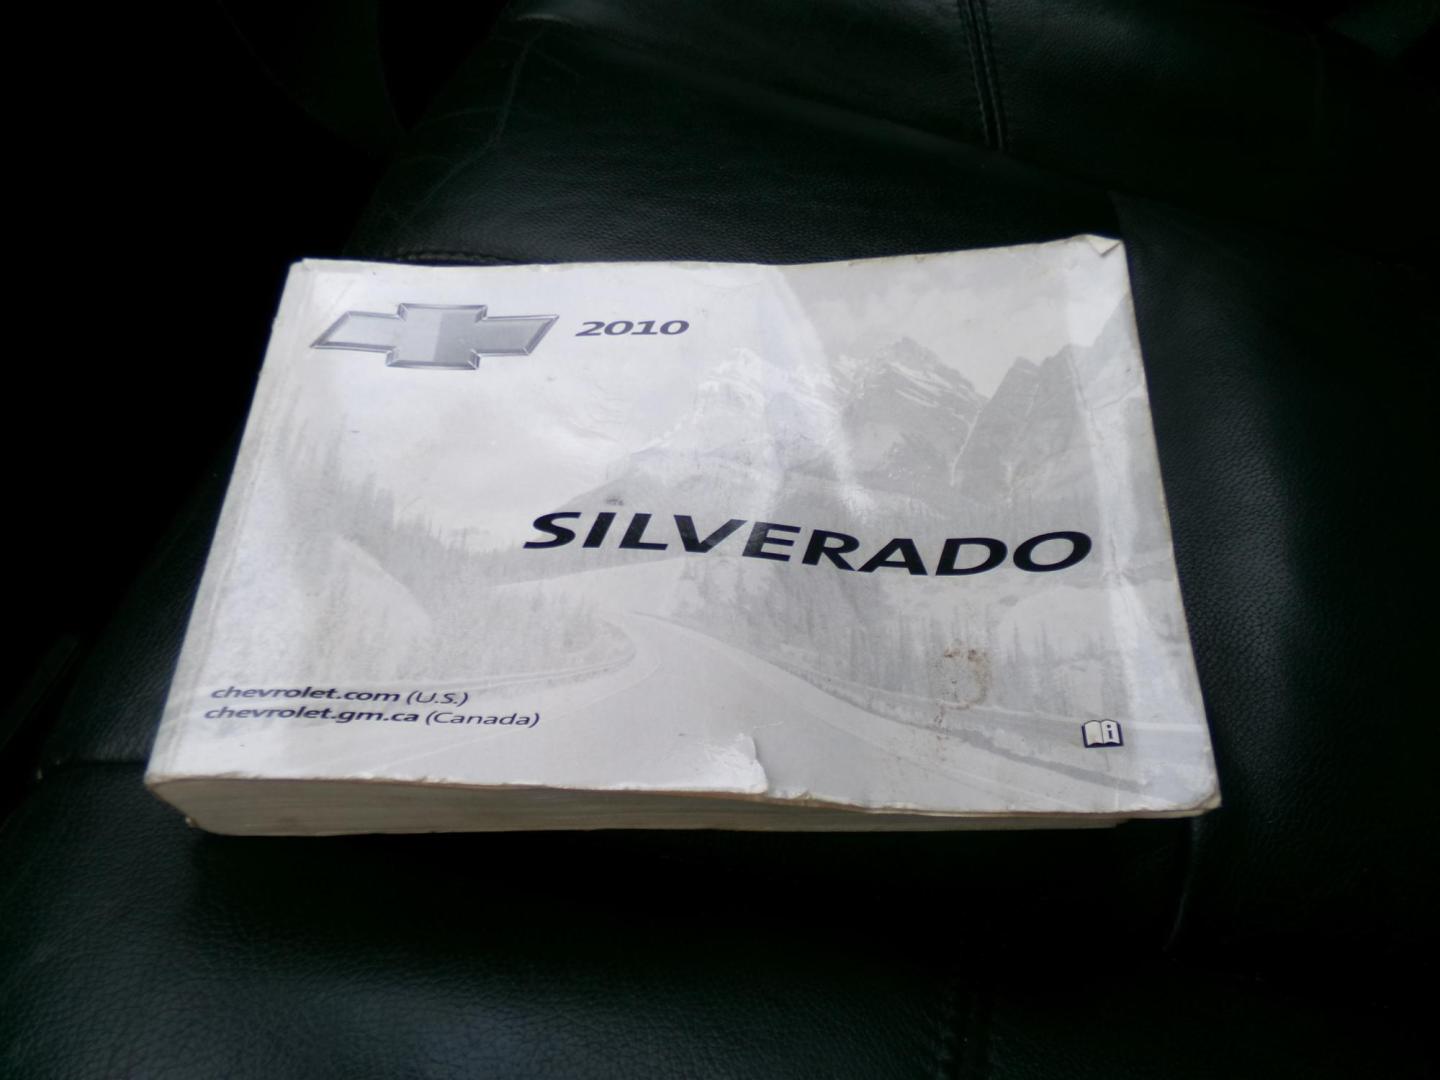 2010
SILVERADO
chevrolet.com (U.S.)
chevrolet.gm.ca (Canada)
i